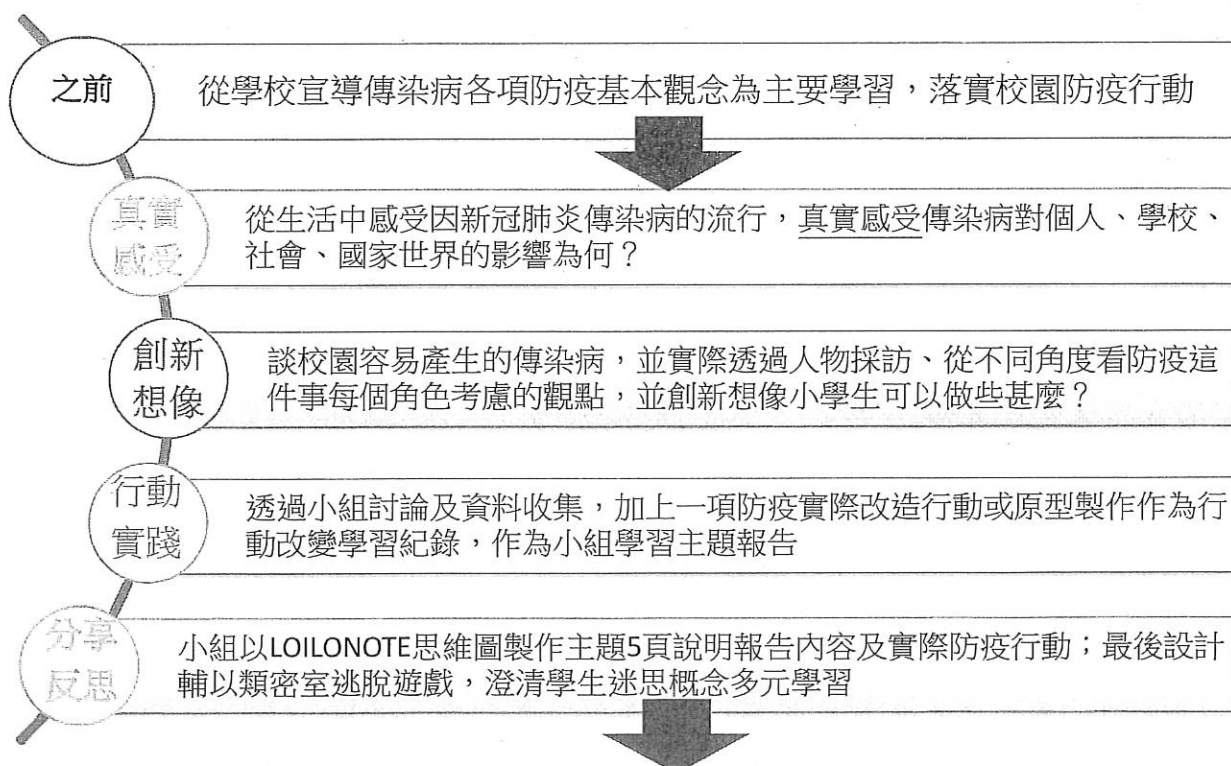 之前
從學校宣導傳染病各項防疫基本觀念為主要學習，落實校園防疫行動
真實
感受
從生活中感受因新冠肺炎傳染病的流行，真實感受傳染病對個人、學校、
社會、國家世界的影響為何？
創新
想像
談校園容易產生的傳染病，並實際透過人物採訪、從不同角度看防疫這
件事每個角色考慮的觀點，並創新想像小學生可以做些甚麼？
行動
實踐
透過小組討論及資料收集，加上一項防疫實際改造行動或原型製作作為行
動改變學習紀錄，作為小組學習主題報告
分享
反思
小組以LOILONOTE思維圖製作主題5頁說明報告內容及實際防疫行動；最後設計
輔以類密室逃脫遊戲，澄清學生迷思概念多元學習